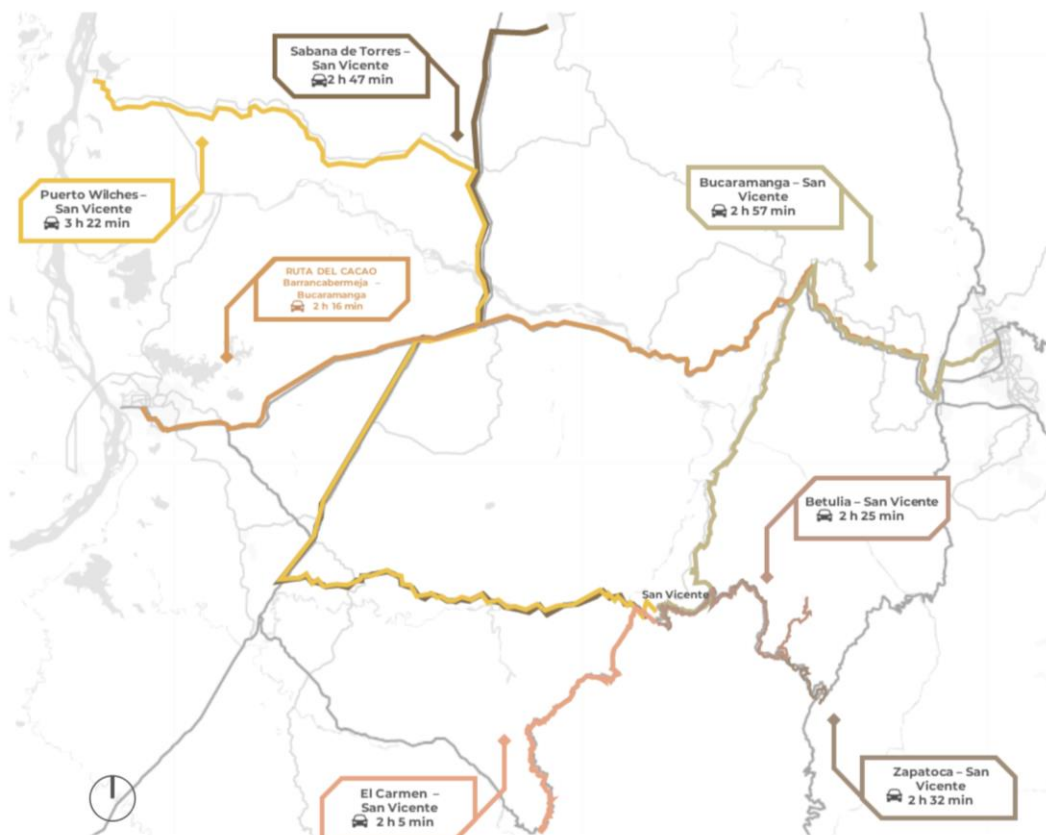 Sabana de Torres –
San Vicente
2 h 47 min
Puerto Wilches –
San Vicente
3 h 22 min
Bucaramanga – San
Vicente
2 h 57 min
RUTA DEL CACAO
Barrancabermeja –
Bucaramanga
2 h 16 min
Betulia – San Vicente
2 h 25 min
San Vicente
Zapatoca – San
Vicente
2 h 32 min
El Carmen –
San Vicente
2 h 5 min